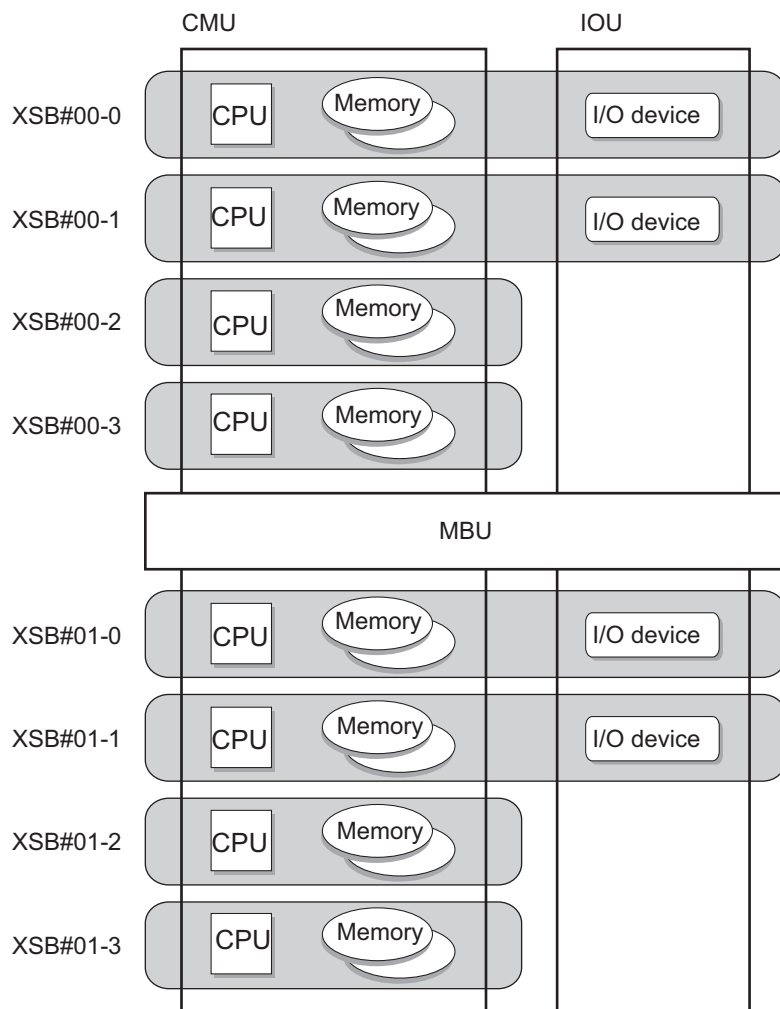 CMU IOU
XSB#00-0 CPU Memory I/O device
XSB#00-1 CPU Memory I/O device
XSB#00-2 CPU Memory
XSB#00-3 CPU Memory
MBU
XSB#01-0 CPU Memory I/O device
XSB#01-1 CPU Memory I/O device
XSB#01-2 CPU Memory
XSB#01-3 CPU Memory